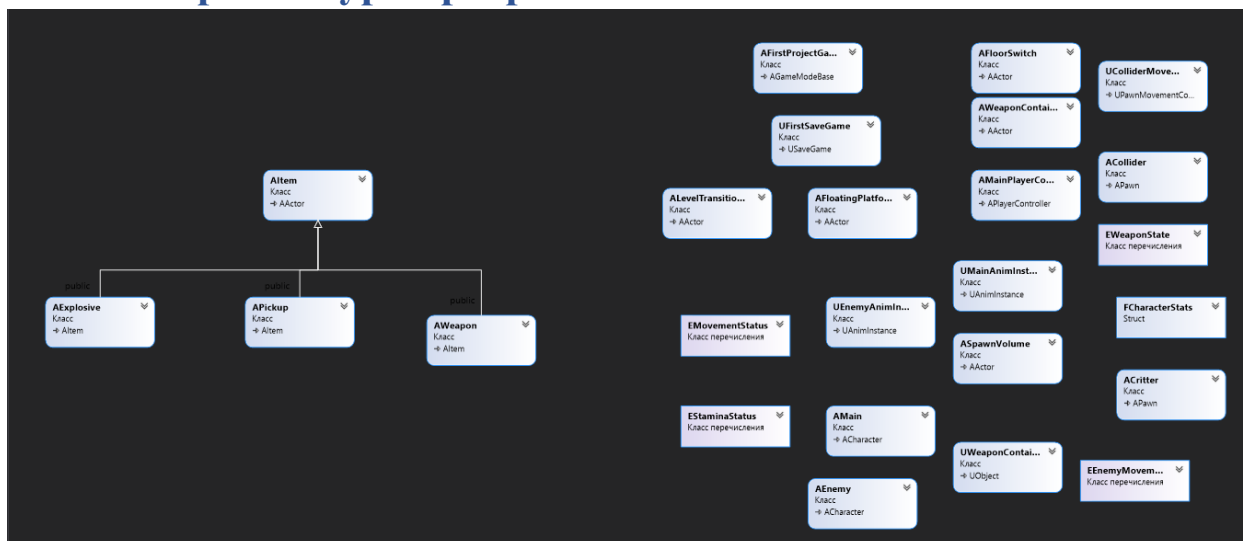 AFirstProjectGa...
Класс
AGameModeBase
AFloorSwitch
Класс
AActor
UColliderMove...
Класс
UPawnMovementCo...
AWeaponContai...
Класс
AActor
UFirstSaveGame
Класс
USaveGame
ACollider
Класс
APawn
AItem
Класс
AActor
ALevelTransitio...
Класс
AActor
AFloatingPlatfo...
Класс
AActor
AMainPlayerCo...
Класс
APlayerController
EWeaponState
Класс перечисления
UMainAnimInst...
Класс
UAnimInstance
public
public
public
AExplosive
Класс
AItem
APickup
Класс
AItem
AWeapon
Класс
AItem
EMovementStatus
Класс перечисления
UEnemyAnimIn...
Класс
UAnimInstance
FCharacterStats
Struct
ASpawnVolume
Класс
AActor
ACritter
Класс
APawn
EStaminaStatus
Класс перечисления
AMain
Класс
ACharacter
UWeaponContai...
Класс
UObject
EEnemyMovem...
Класс перечисления
AEnemy
Класс
ACharacter